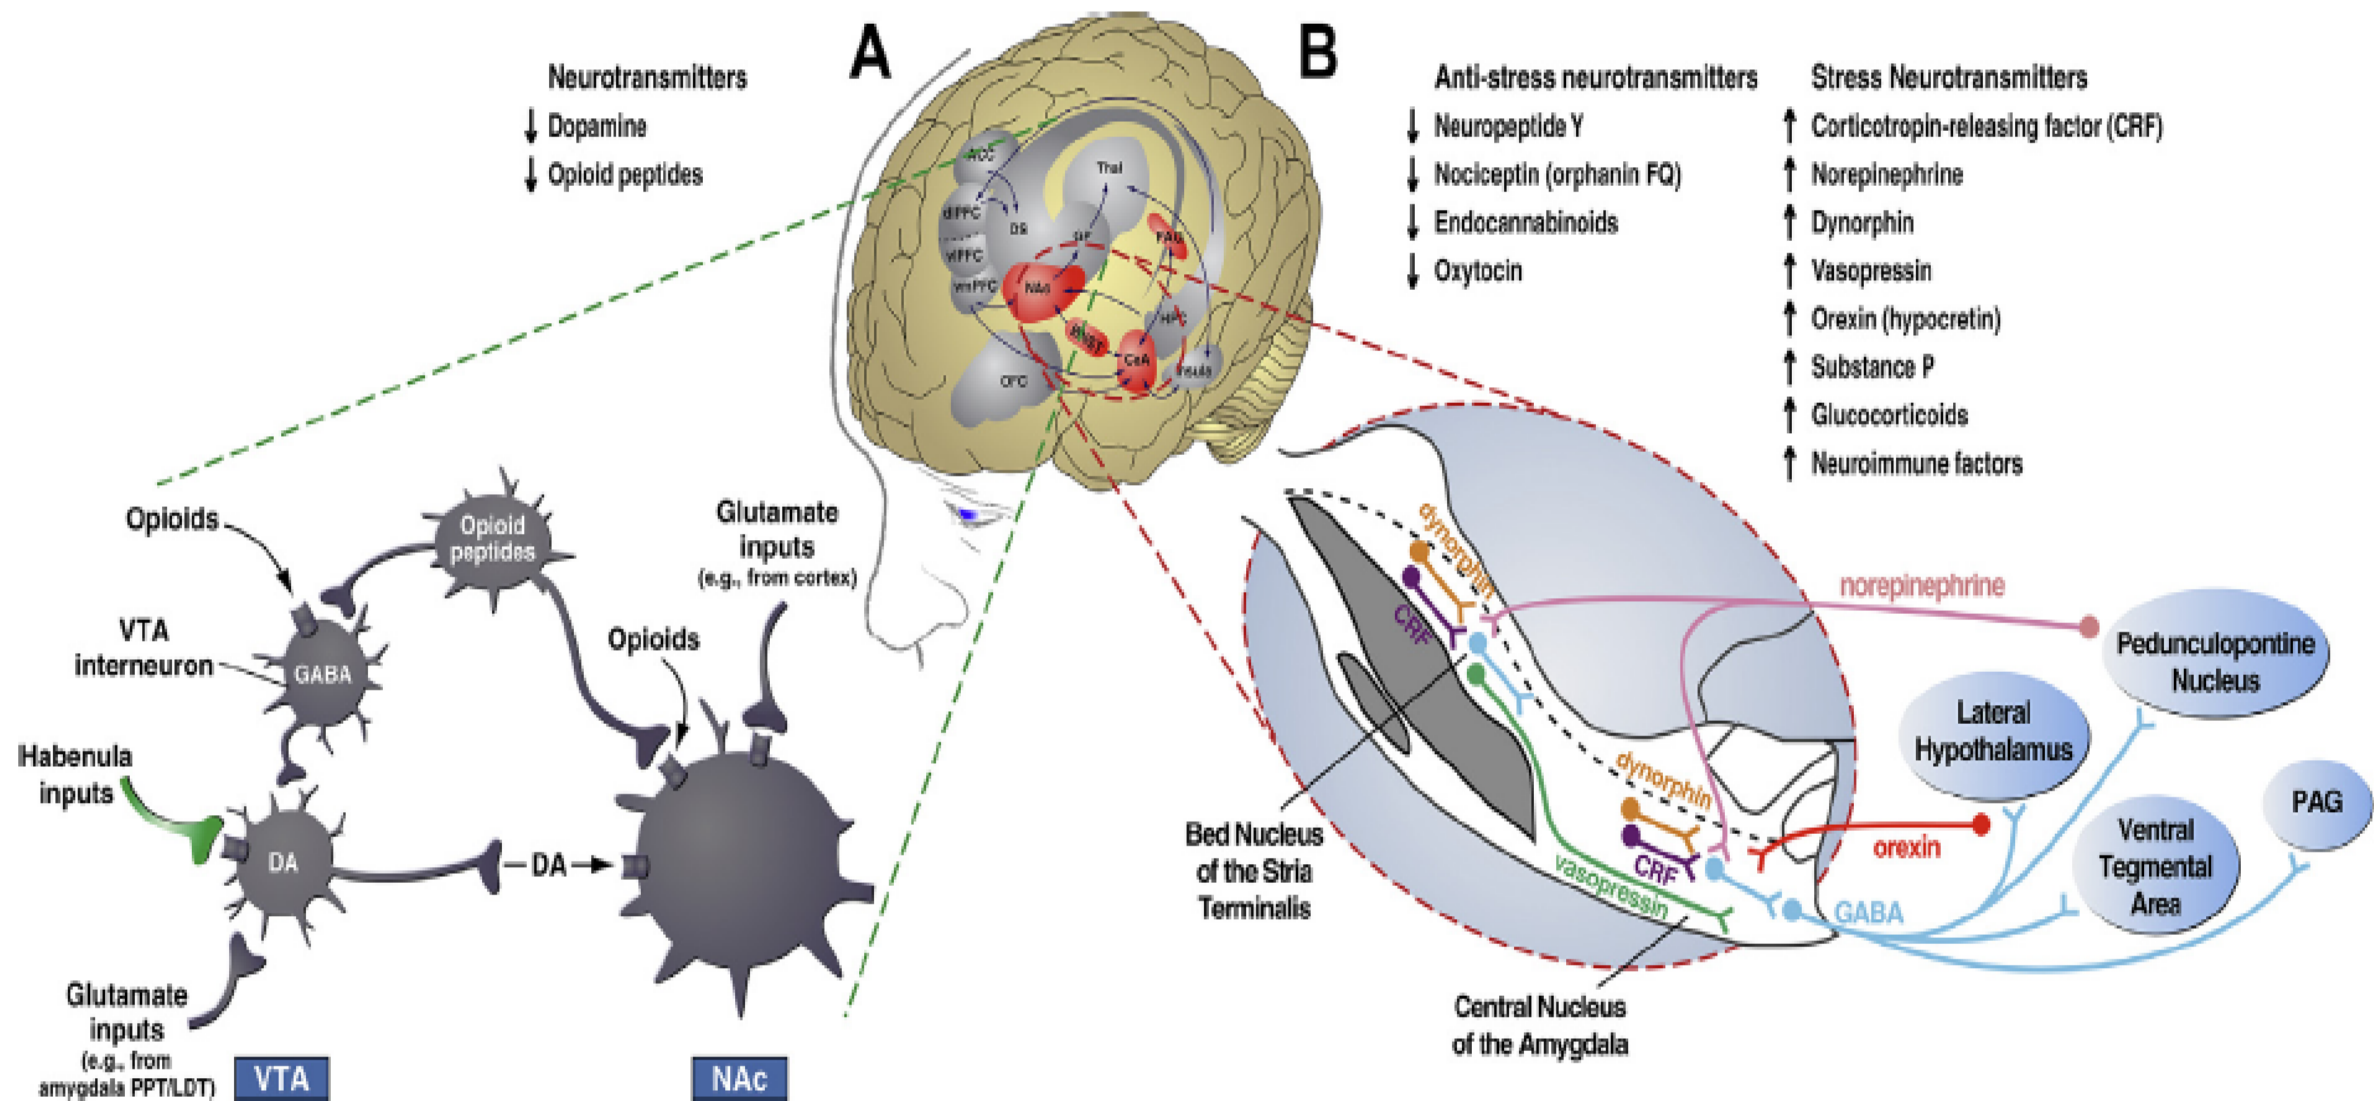 A
Neurotransmitters
↓ Dopamine
↓ Opioid peptides
B
Anti-stress neurotransmitters
↓ Neuropeptide Y
↓ Nociceptin (orphanin FQ)
↓ Endocannabinoids
↓ Oxytocin
Stress Neurotransmitters
↑ Corticotropin-releasing factor (CRF)
↑ Norepinephrine
↑ Dynorphin
↑ Vasopressin
↑ Orexin (hypocretin)
↑ Substance P
↑ Glucocorticoids
↑ Neuroimmune factors
ACC
Thal
dlPFC
DS
GP
PAG
vlPFC
vmPFC
NAc
HPC
BNST
CeA
Insula
OFC
Opioids
Opioid
peptides
Glutamate
inputs
(e.g., from cortex)
VTA
interneuron
GABA
Opioids
Habenula
inputs
DA
DA
Glutamate
inputs
(e.g., from
amygdala PPT/LDT)
VTA
NAc
dynorphin
CRF
norepinephrine
Pedunculopontine
Nucleus
Lateral
Hypothalamus
PAG
dynorphin
CRF
orexin
Ventral
Tegmental
Area
vasopressin
GABA
Bed Nucleus
of the Stria
Terminalis
Central Nucleus
of the Amygdala